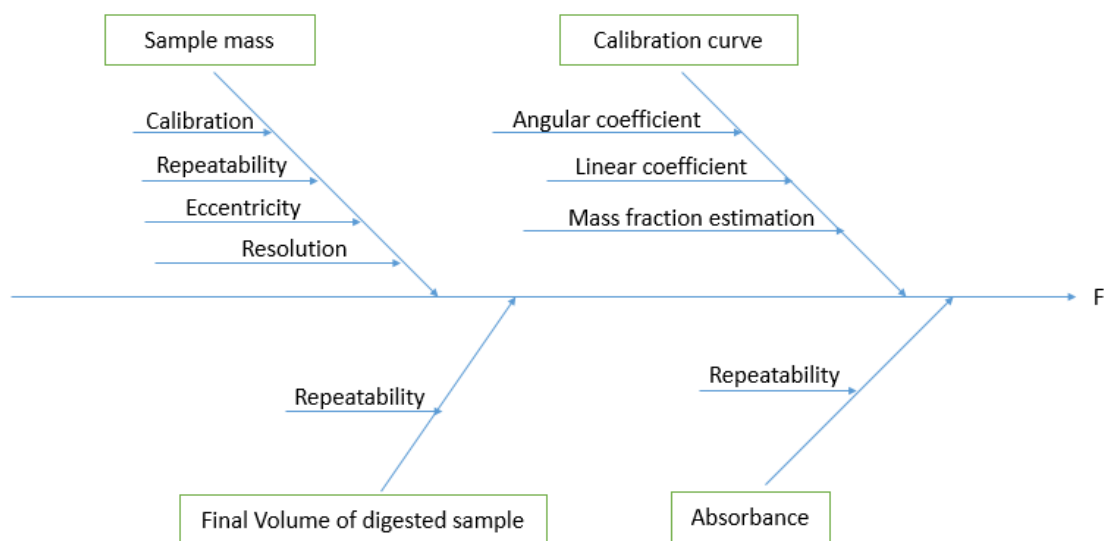 Sample mass
Calibration curve
Calibration
Repeatability
Eccentricity
Resolution
Angular coefficient
Linear coefficient
Mass fraction estimation
F
Repeatability
Repeatability
Final Volume of digested sample
Absorbance